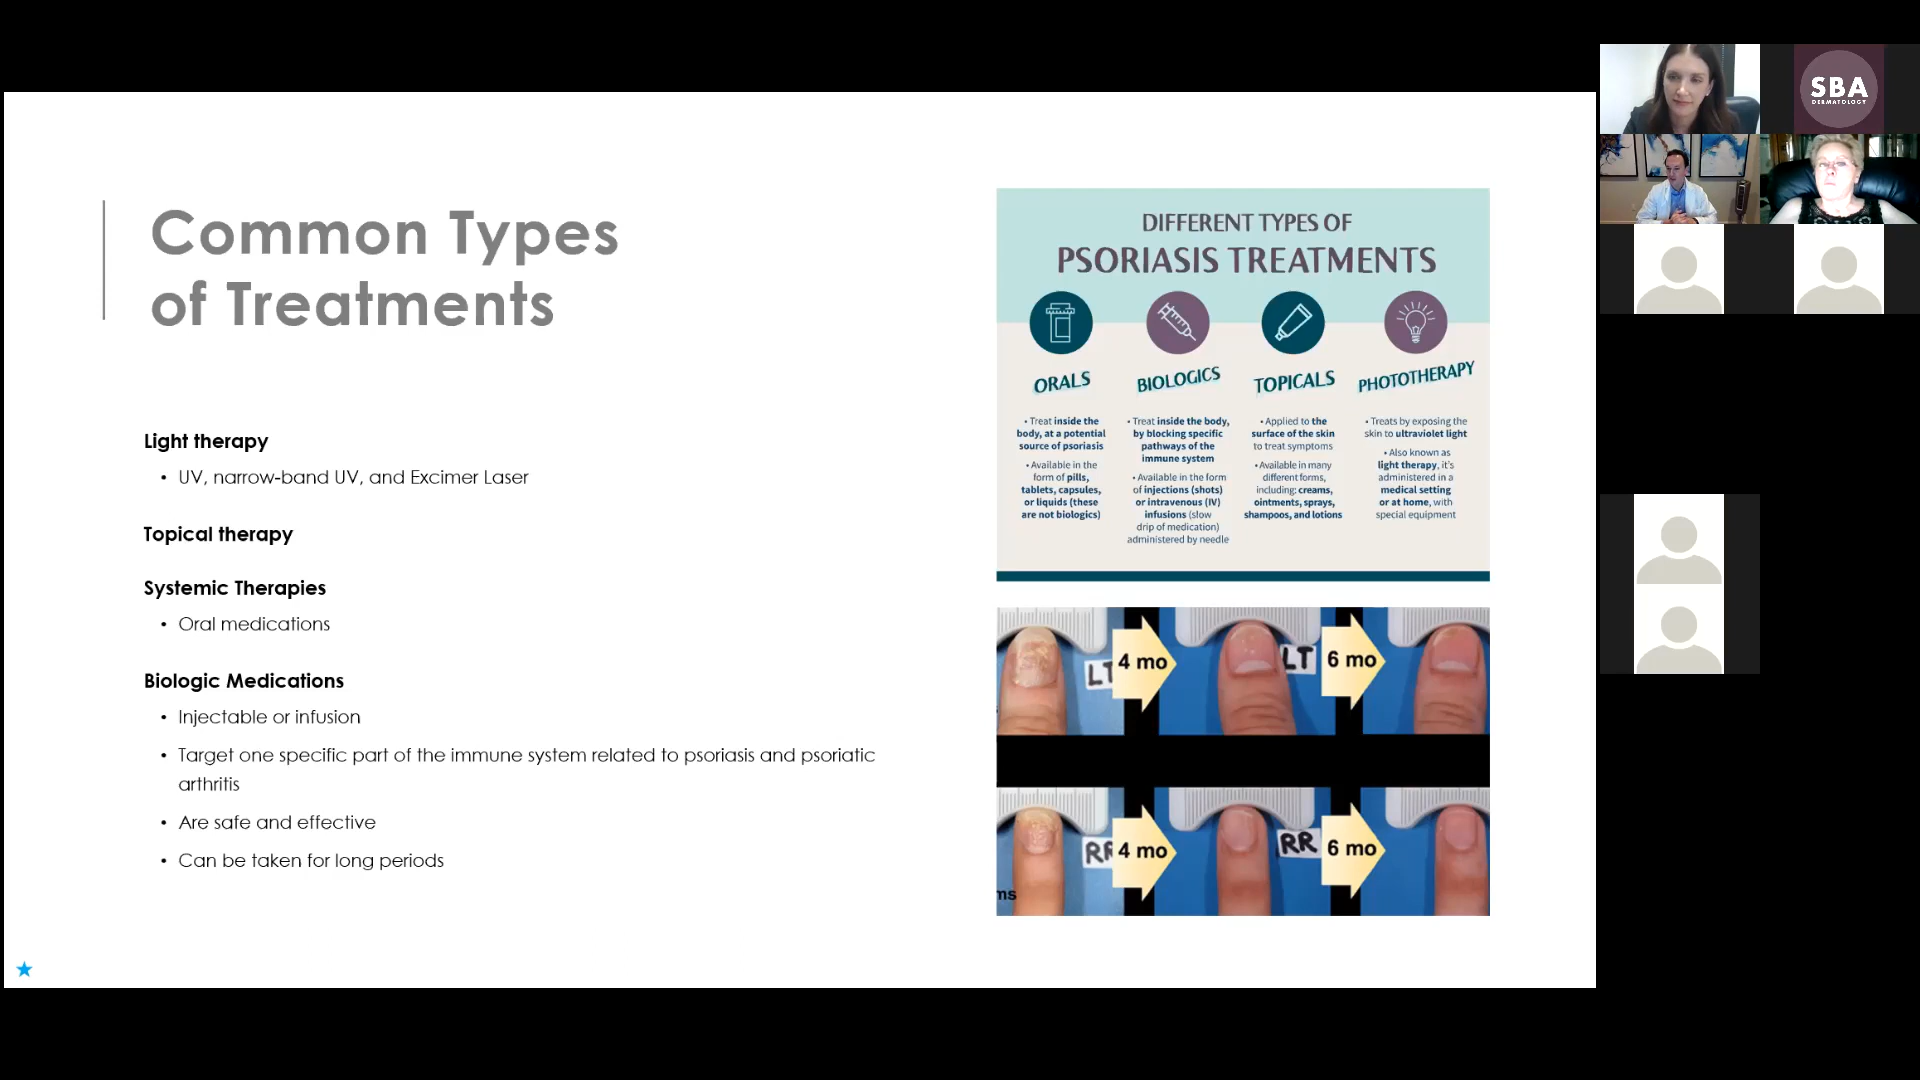 Common Types
of Treatments
Light therapy
• UV, narrow-band UV, and Excimer Laser
Topical therapy
Systemic Therapies
• Oral medications
Biologic Medications
• Injectable or infusion
• Target one specific part of the immune system related to psoriasis and psoriatic
arthritis
• Are safe and effective
• Can be taken for long periods
DIFFERENT TYPES OF
PSORIASIS TREATMENTS
ORALS
• Treat inside the
body, at a potential
source of psoriasis
• Available in the
form of pills,
tablets, capsules,
or liquids (these
are not biologics)
BIOLOGICS
• Treat inside the body,
by blocking specific
pathways of the
immune system
• Available in the form
of injections (shots)
or intravenous (IV)
infusions (slow
drip of medication)
administered by needle
TOPICALS
• Applied to the
surface of the skin
to treat symptoms
• Available in many
different forms,
including: creams,
ointments, sprays,
shampoos, and lotions
PHOTOTHERAPY
• Treats by exposing the
skin to ultraviolet light
• Also known as
light therapy, it's
administered in a
medical setting
or at home, with
special equipment
LT 4 mo LT 6 mo
RR 4 mo RR 6 mo
ms
SBA
DERMATOLOGY